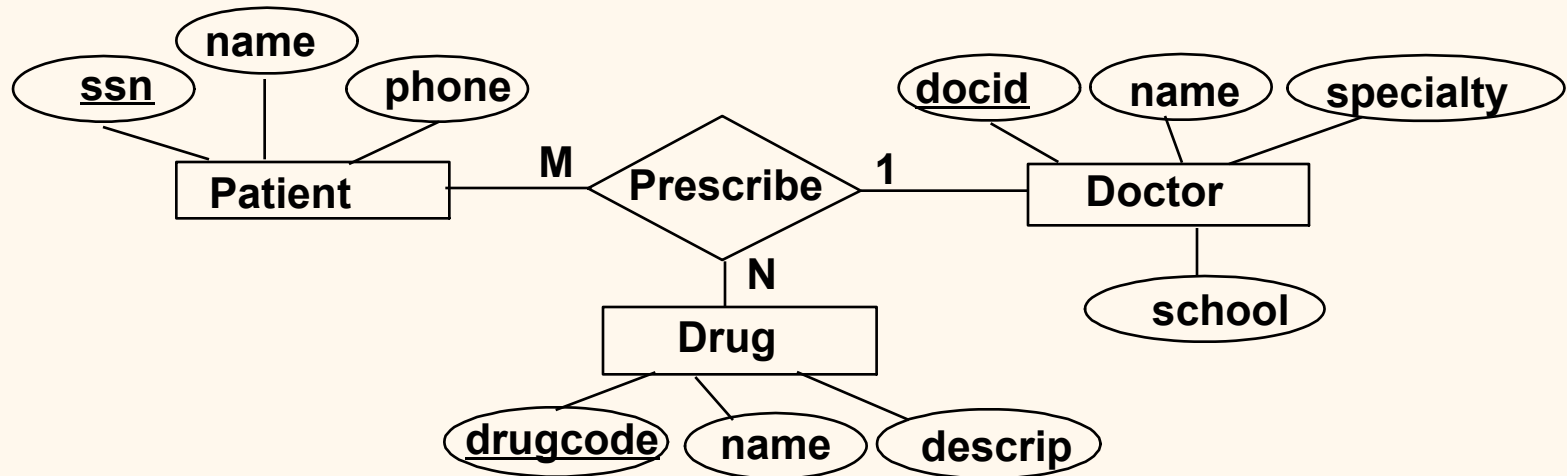 name
ssn
phone
docid
name
specialty
Patient
M
Prescribe
1
Doctor
N
school
Drug
drugcode
name
descrip